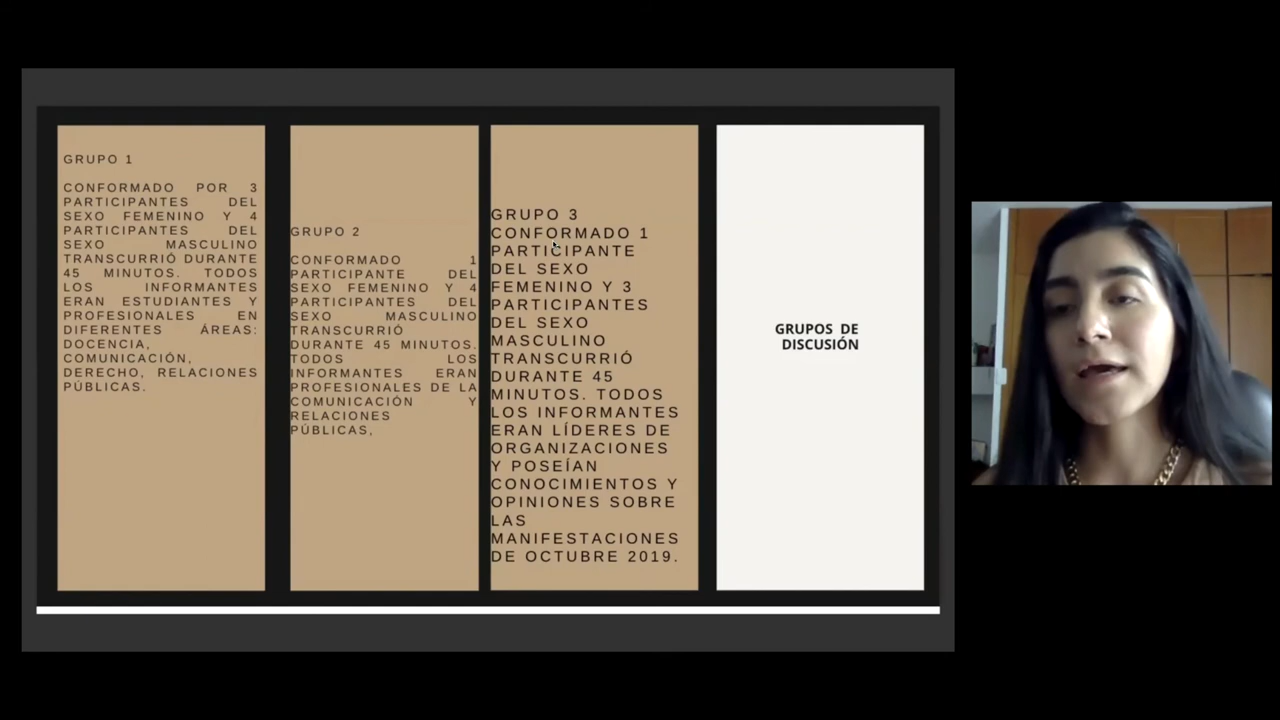 GRUPO 1
CONFORMADO POR 3
PARTICIPANTES DEL
SEXO FEMENINO Y 4
PARTICIPANTES DEL
SEXO MASCULINO
TRANSCURRIÓ DURANTE
45 MINUTOS. TODOS
LOS INFORMANTES
ERAN ESTUDIANTES Y
PROFESIONALES EN
DIFERENTES ÁREAS:
DOCENCIA,
COMUNICACIÓN,
DERECHO, RELACIONES
PÚBLICAS.
GRUPO 2
CONFORMADO 1
PARTICIPANTE DEL
SEXO FEMENINO Y 4
PARTICIPANTES DEL
SEXO MASCULINO
TRANSCURRIÓ
DURANTE 45 MINUTOS.
TODOS LOS
INFORMANTES ERAN
PROFESIONALES DE LA
COMUNICACIÓN Y
RELACIONES
PÚBLICAS,
GRUPO 3
CONFORMADO 1
PARTICIPANTE
DEL SEXO
FEMENINO Y 3
PARTICIPANTES
DEL SEXO
MASCULINO
TRANSCURRIÓ
DURANTE 45
MINUTOS. TODOS
LOS INFORMANTES
ERAN LÍDERES DE
ORGANIZACIONES
Y POSEÍAN
CONOCIMIENTOS Y
OPINIONES SOBRE
LAS
MANIFESTACIONES
DE OCTUBRE 2019.
GRUPOS DE
DISCUSIÓN